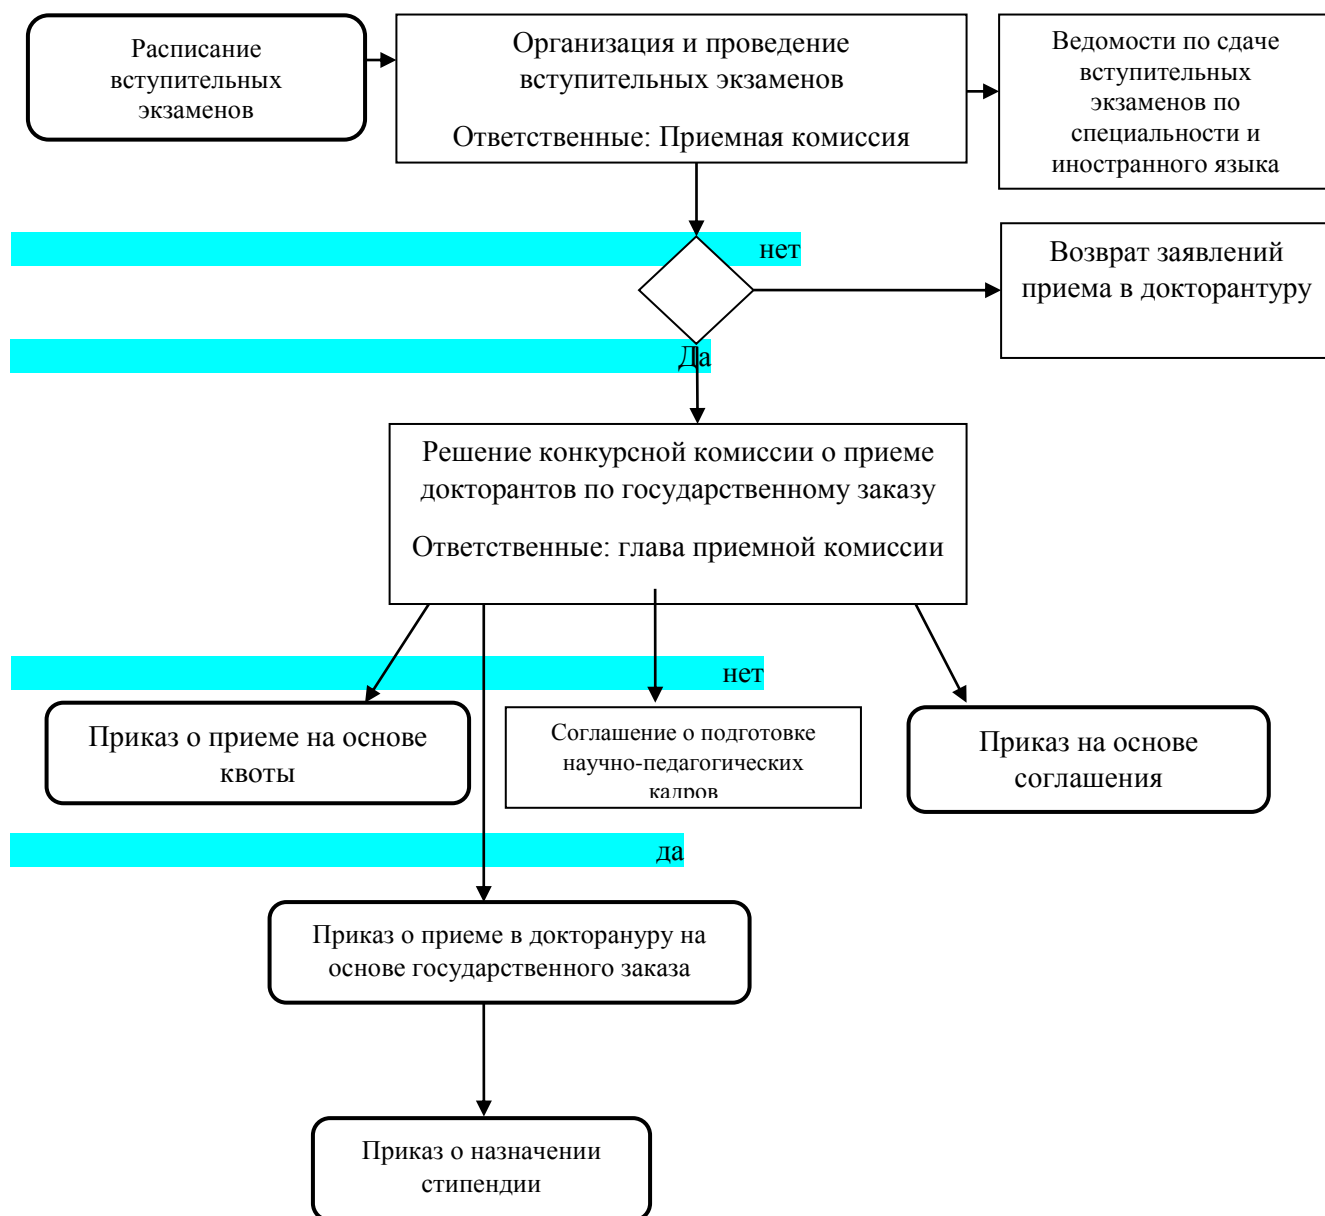 Расписание
вступительных
экзаменов
Организация и проведение
вступительных экзаменов
Ответственные: Приемная комиссия
Ведомости по сдаче
вступительных
экзаменов по
специальности и
иностранного языка
нет
Возврат заявлений
приема в докторантуру
Да
Решение конкурсной комиссии о приеме
докторантов по государственному заказу
Ответственные: глава приемной комиссии
нет
Приказ о приеме на основе
квоты
Соглашение о подготовке
научно-педагогических
кадров
Приказ на основе
соглашения
да
Приказ о приеме в докторануру на
основе государственного заказа
Приказ о назначении
стипендии